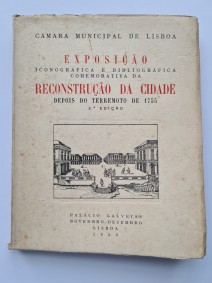 CÂMARA MUNICIPAL DE LISBOA
EXPOSIÇÃO
ICONOGRÁFICA E BIBLIOGRÁFICA
COMEMORATIVA DA
RECONSTRUÇÃO DA CIDADE
DEPOIS DO TERREMOTO DE 1755
2.ª EDIÇÃO
PALÁCIO GALVEIAS
NOVEMBRO-DEZEMBRO
LISBOA